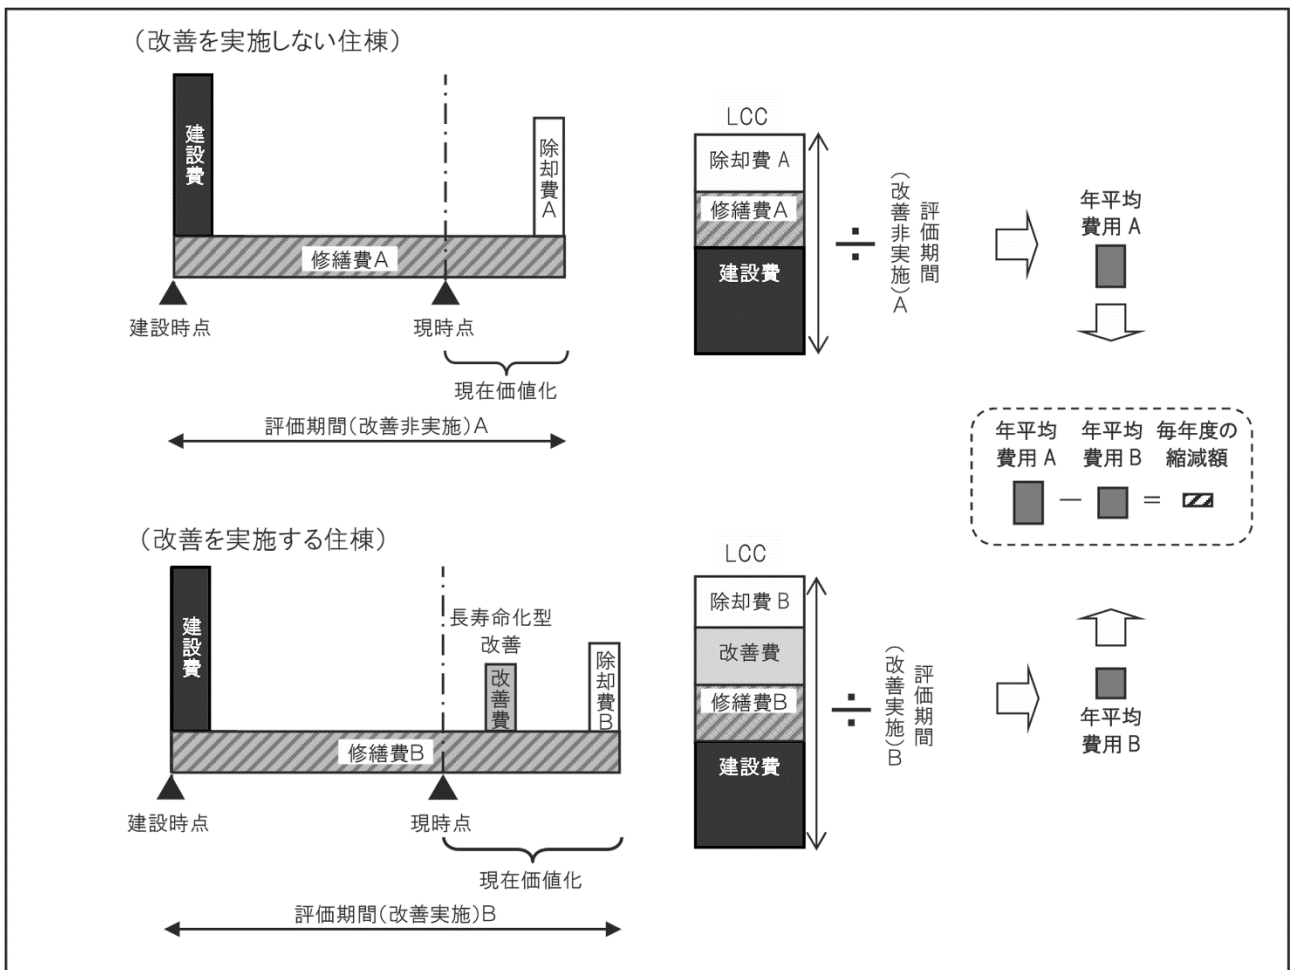 （改善を実施しない住棟）
建設費
除却費A
修繕費A
建設時点
現時点
現在価値化
評価期間(改善非実施)A
LCC
除却費A
修繕費A
建設費
÷
評価期間
(改善非実施)A
年平均
費用A
年平均
費用A
年平均
費用B
毎年度の
縮減額
－
＝
（改善を実施する住棟）
建設費
長寿命化型
改善
改善費
除却費B
修繕費B
建設時点
現時点
現在価値化
評価期間(改善実施)B
LCC
除却費B
改善費
修繕費B
建設費
÷
評価期間
(改善実施)B
年平均
費用B